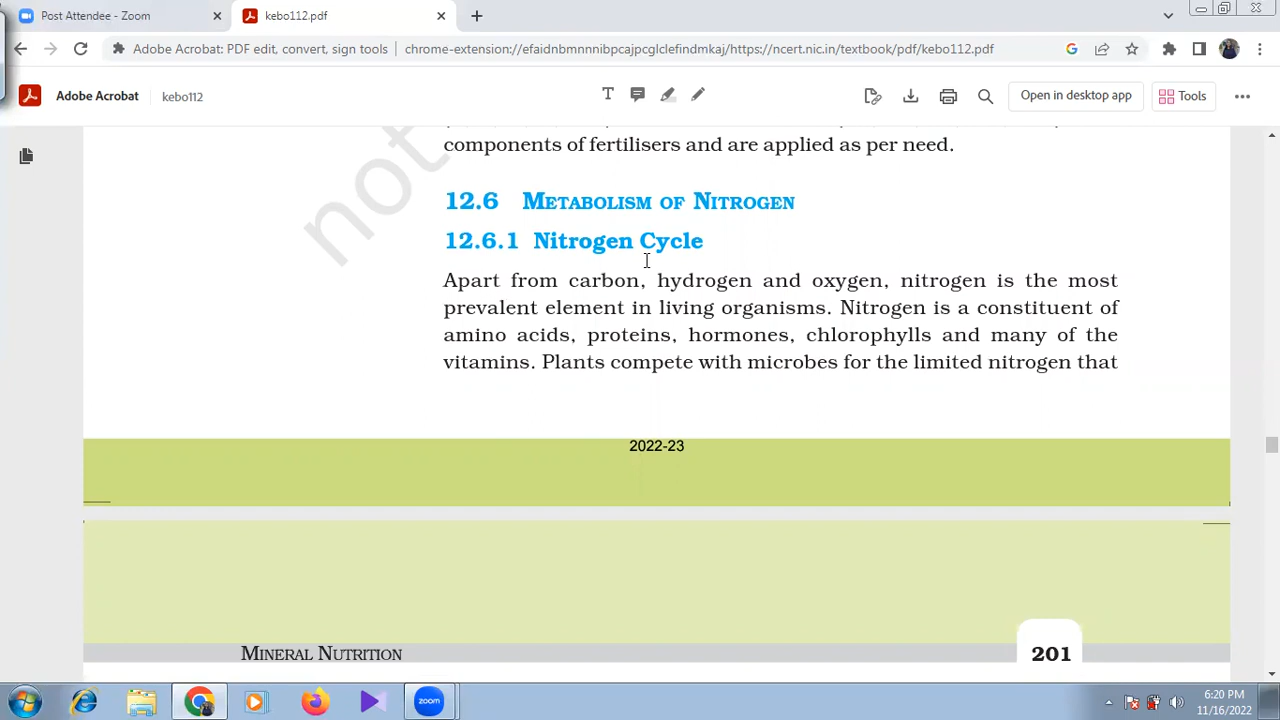 Post Attendee - Zoom
kebo112.pdf
Adobe Acrobat: PDF edit, convert, sign tools
chrome-extension://efaidnbmnnnibpcajpcglclefindmkaj/https://ncert.nic.in/textbook/pdf/kebo112.pdf
Adobe Acrobat
kebo112
Open in desktop app
Tools
not
components of fertilisers and are applied as per need.
12.6 METABOLISM OF NITROGEN
12.6.1 Nitrogen Cycle
Apart from carbon, hydrogen and oxygen, nitrogen is the most
prevalent element in living organisms. Nitrogen is a constituent of
amino acids, proteins, hormones, chlorophylls and many of the
vitamins. Plants compete with microbes for the limited nitrogen that
2022-23
MINERAL NUTRITION
201
zoom
6:20 PM
11/16/2022